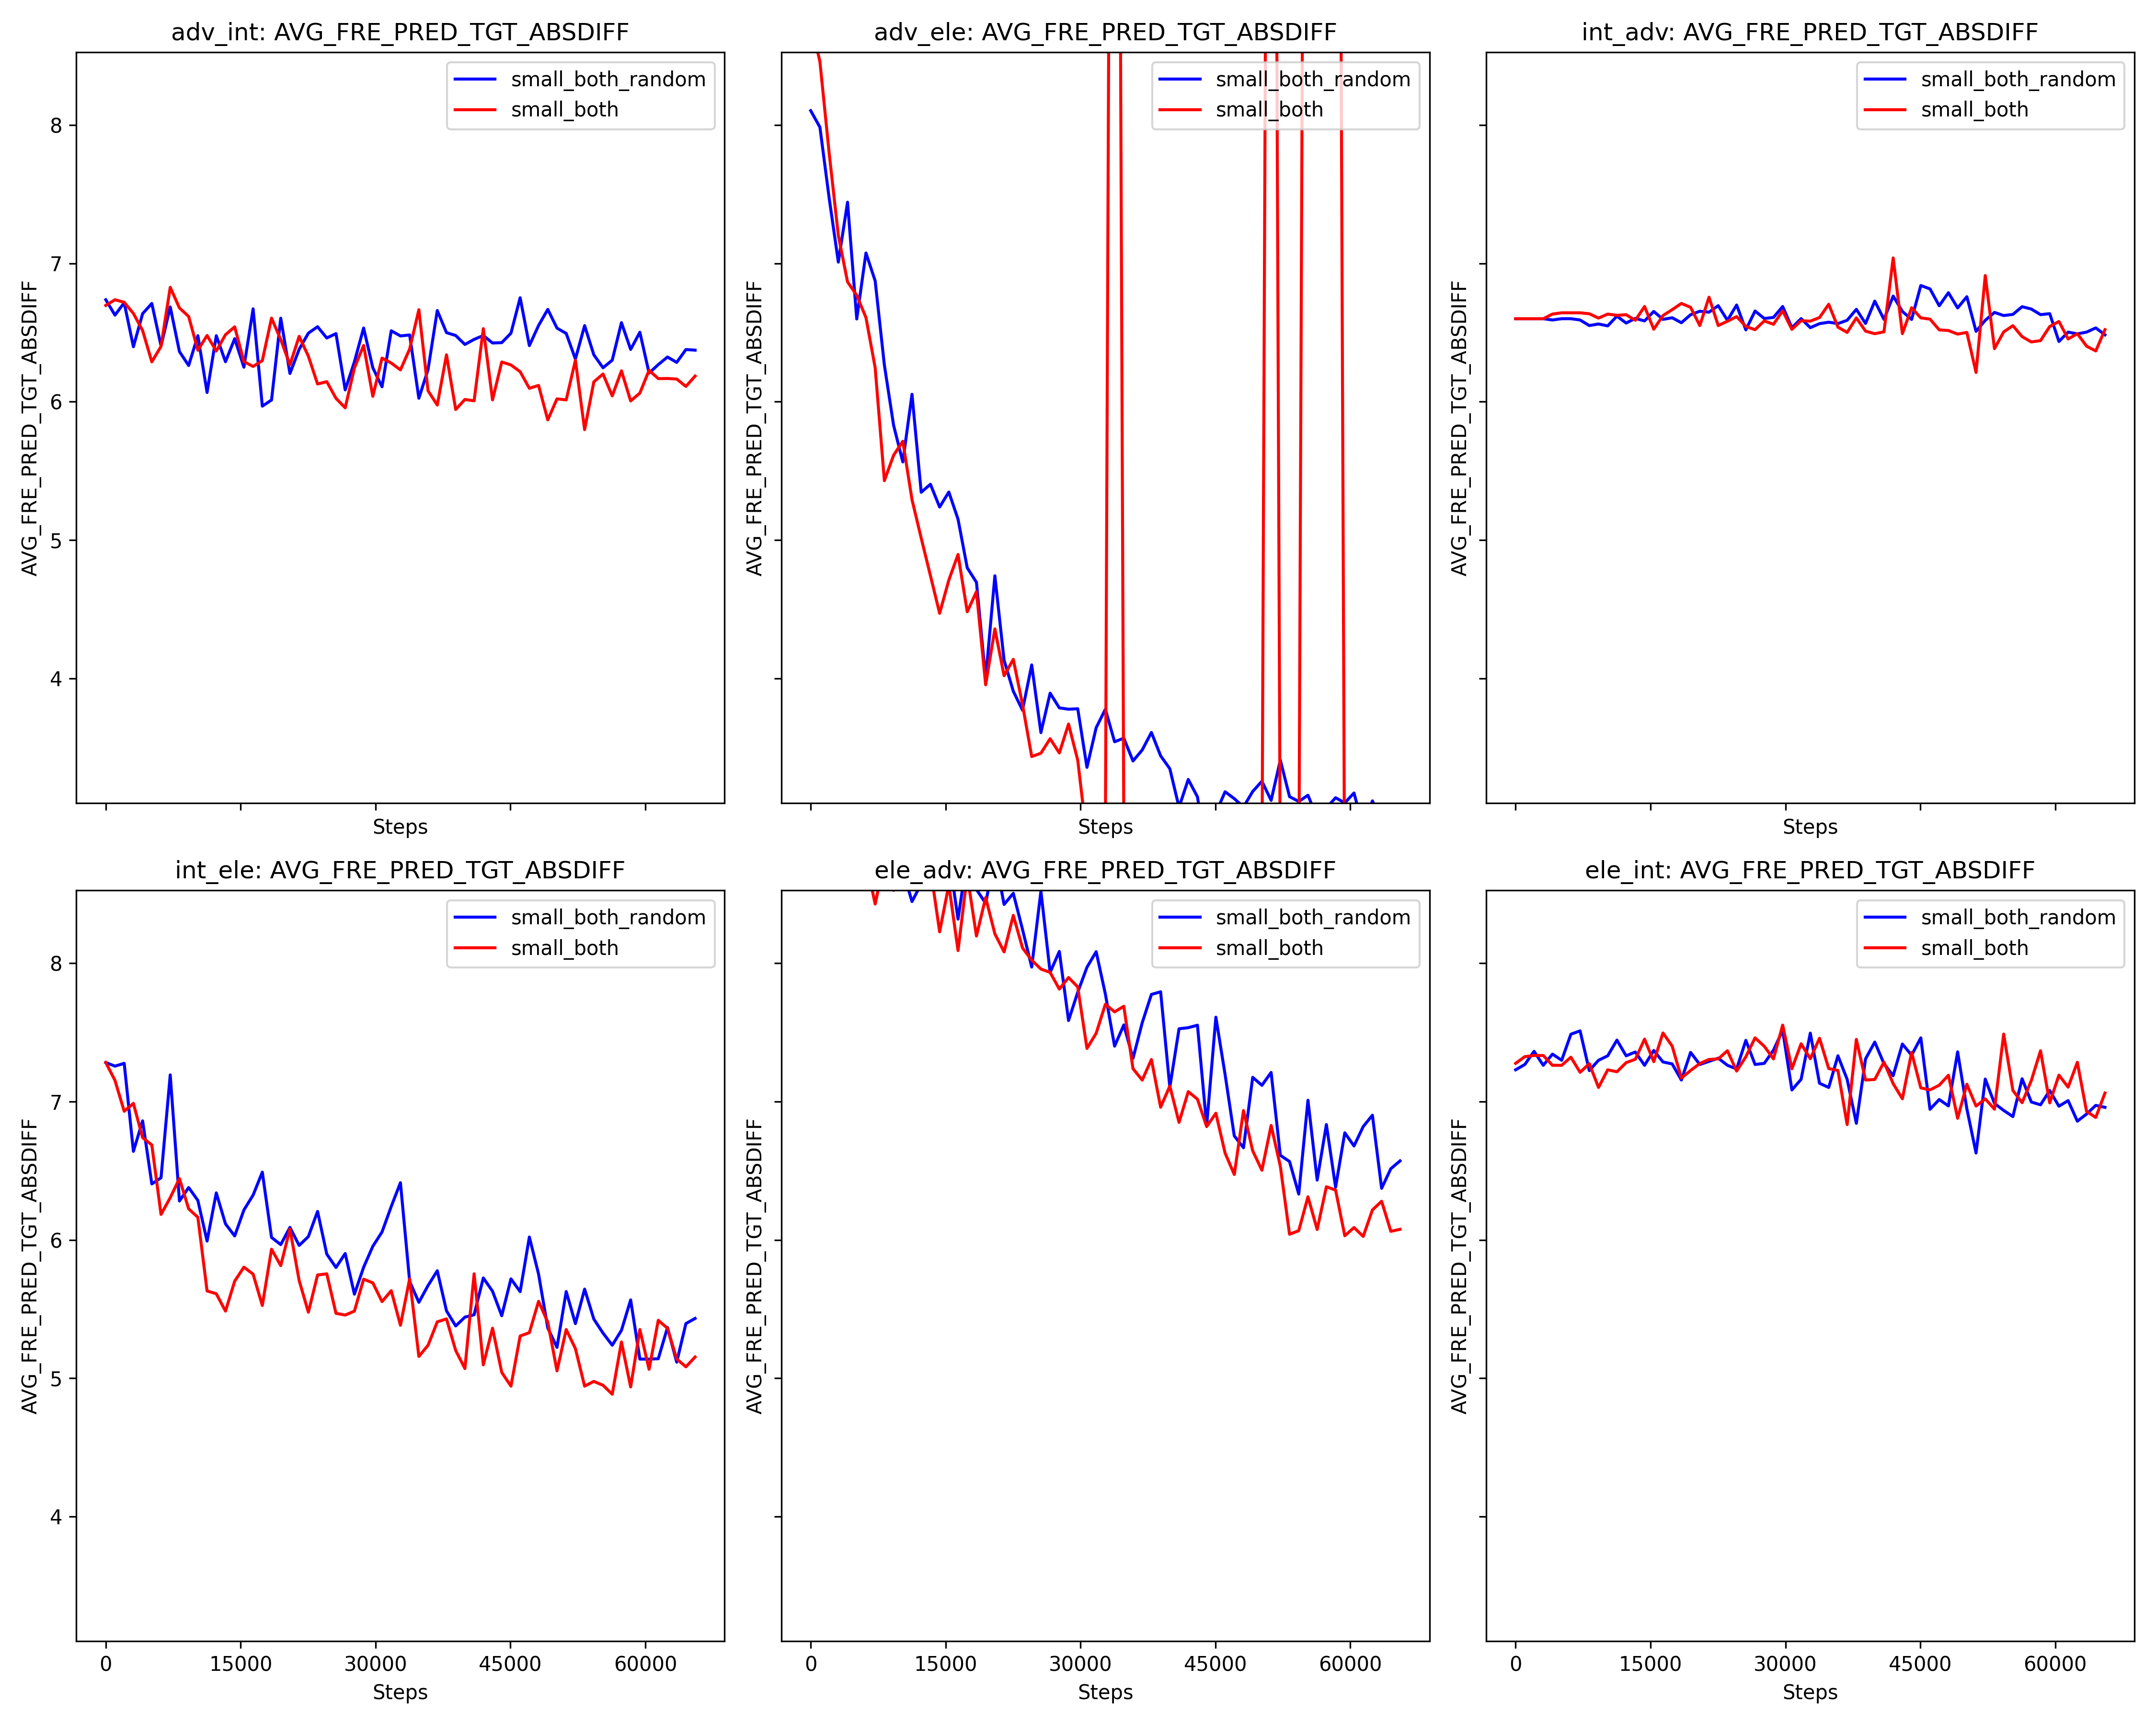 adv_int: AVG_FRE_PRED_TGT_ABSDIFF
AVG_FRE_PRED_TGT_ABSDIFF
8
7
6
5
4
small_both_random
small_both
Steps
adv_ele: AVG_FRE_PRED_TGT_ABSDIFF
AVG_FRE_PRED_TGT_ABSDIFF
small_both_random
small_both
Steps
int_adv: AVG_FRE_PRED_TGT_ABSDIFF
AVG_FRE_PRED_TGT_ABSDIFF
small_both_random
small_both
Steps
int_ele: AVG_FRE_PRED_TGT_ABSDIFF
AVG_FRE_PRED_TGT_ABSDIFF
8
7
6
5
4
small_both_random
small_both
0 15000 30000 45000 60000
Steps
ele_adv: AVG_FRE_PRED_TGT_ABSDIFF
AVG_FRE_PRED_TGT_ABSDIFF
small_both_random
small_both
0 15000 30000 45000 60000
Steps
ele_int: AVG_FRE_PRED_TGT_ABSDIFF
AVG_FRE_PRED_TGT_ABSDIFF
small_both_random
small_both
0 15000 30000 45000 60000
Steps